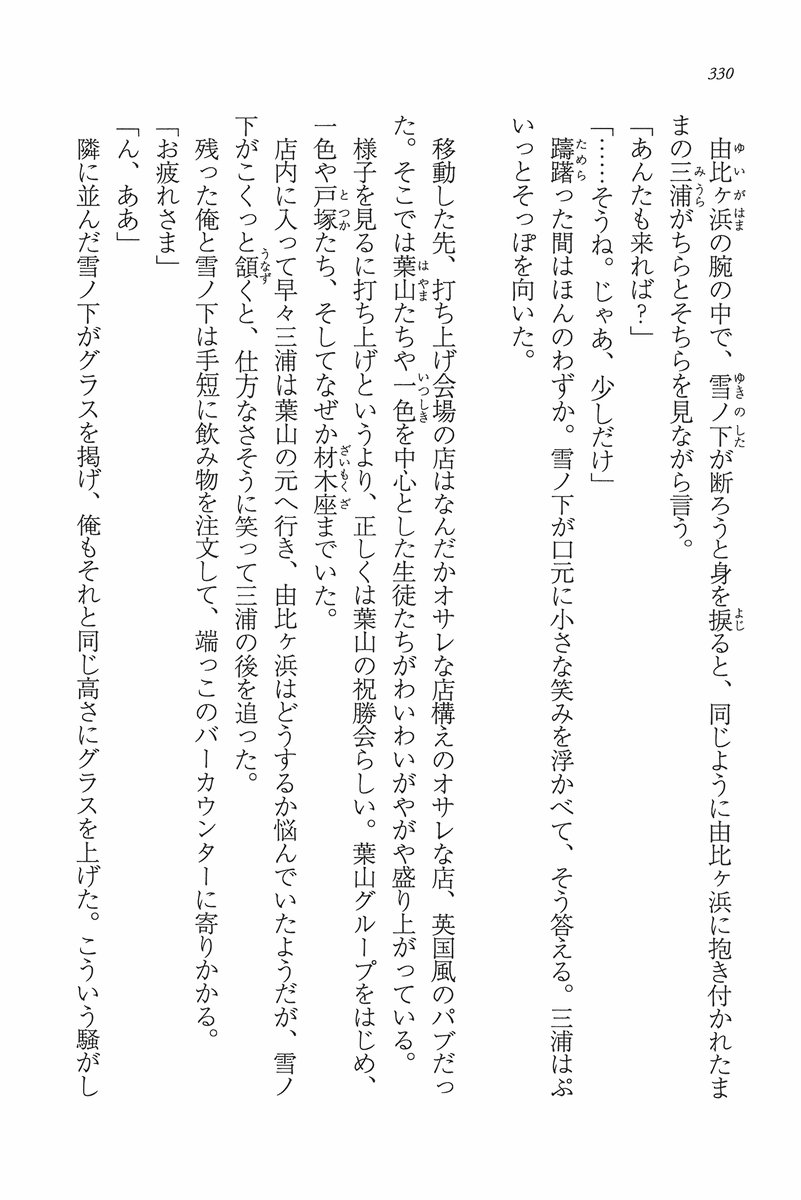 330
由比ヶ浜の腕の中で、雪ノ下が断ろうと身を捩ると、同じように由比ヶ浜に抱き付かれたま
まの三浦がちらとそちらを見ながら言う。
「あんたも来れば？」
「……そうね。じゃあ、少しだけ」
躊躇った間はほんのわずか。雪ノ下が口元に小さな笑みを浮かべて、そう答える。三浦はぷ
いっとそっぽを向いた。
移動した先、打ち上げ会場の店はなんだかオサレな店構えのオサレな店、英国風のパブだっ
た。そこでは葉山たちや一色を中心とした生徒たちがわいわいがやがや盛り上がっている。
様子を見るに打ち上げというより、正しくは葉山の祝勝会らしい。葉山グループをはじめ、
一色や戸塚たち、そしてなぜか材木座までいた。
店内に入って早々三浦は葉山の元へ行き、由比ヶ浜はどうするか悩んでいたようだが、雪ノ
下がこくっと頷くと、仕方なさそうに笑って三浦の後を追った。
残った俺と雪ノ下は手短に飲み物を注文して、端っこのバーカウンターに寄りかかる。
「お疲れさま」
「ん、ああ」
隣に並んだ雪ノ下がグラスを掲げ、俺もそれと同じ高さにグラスを上げた。こういう騒がし